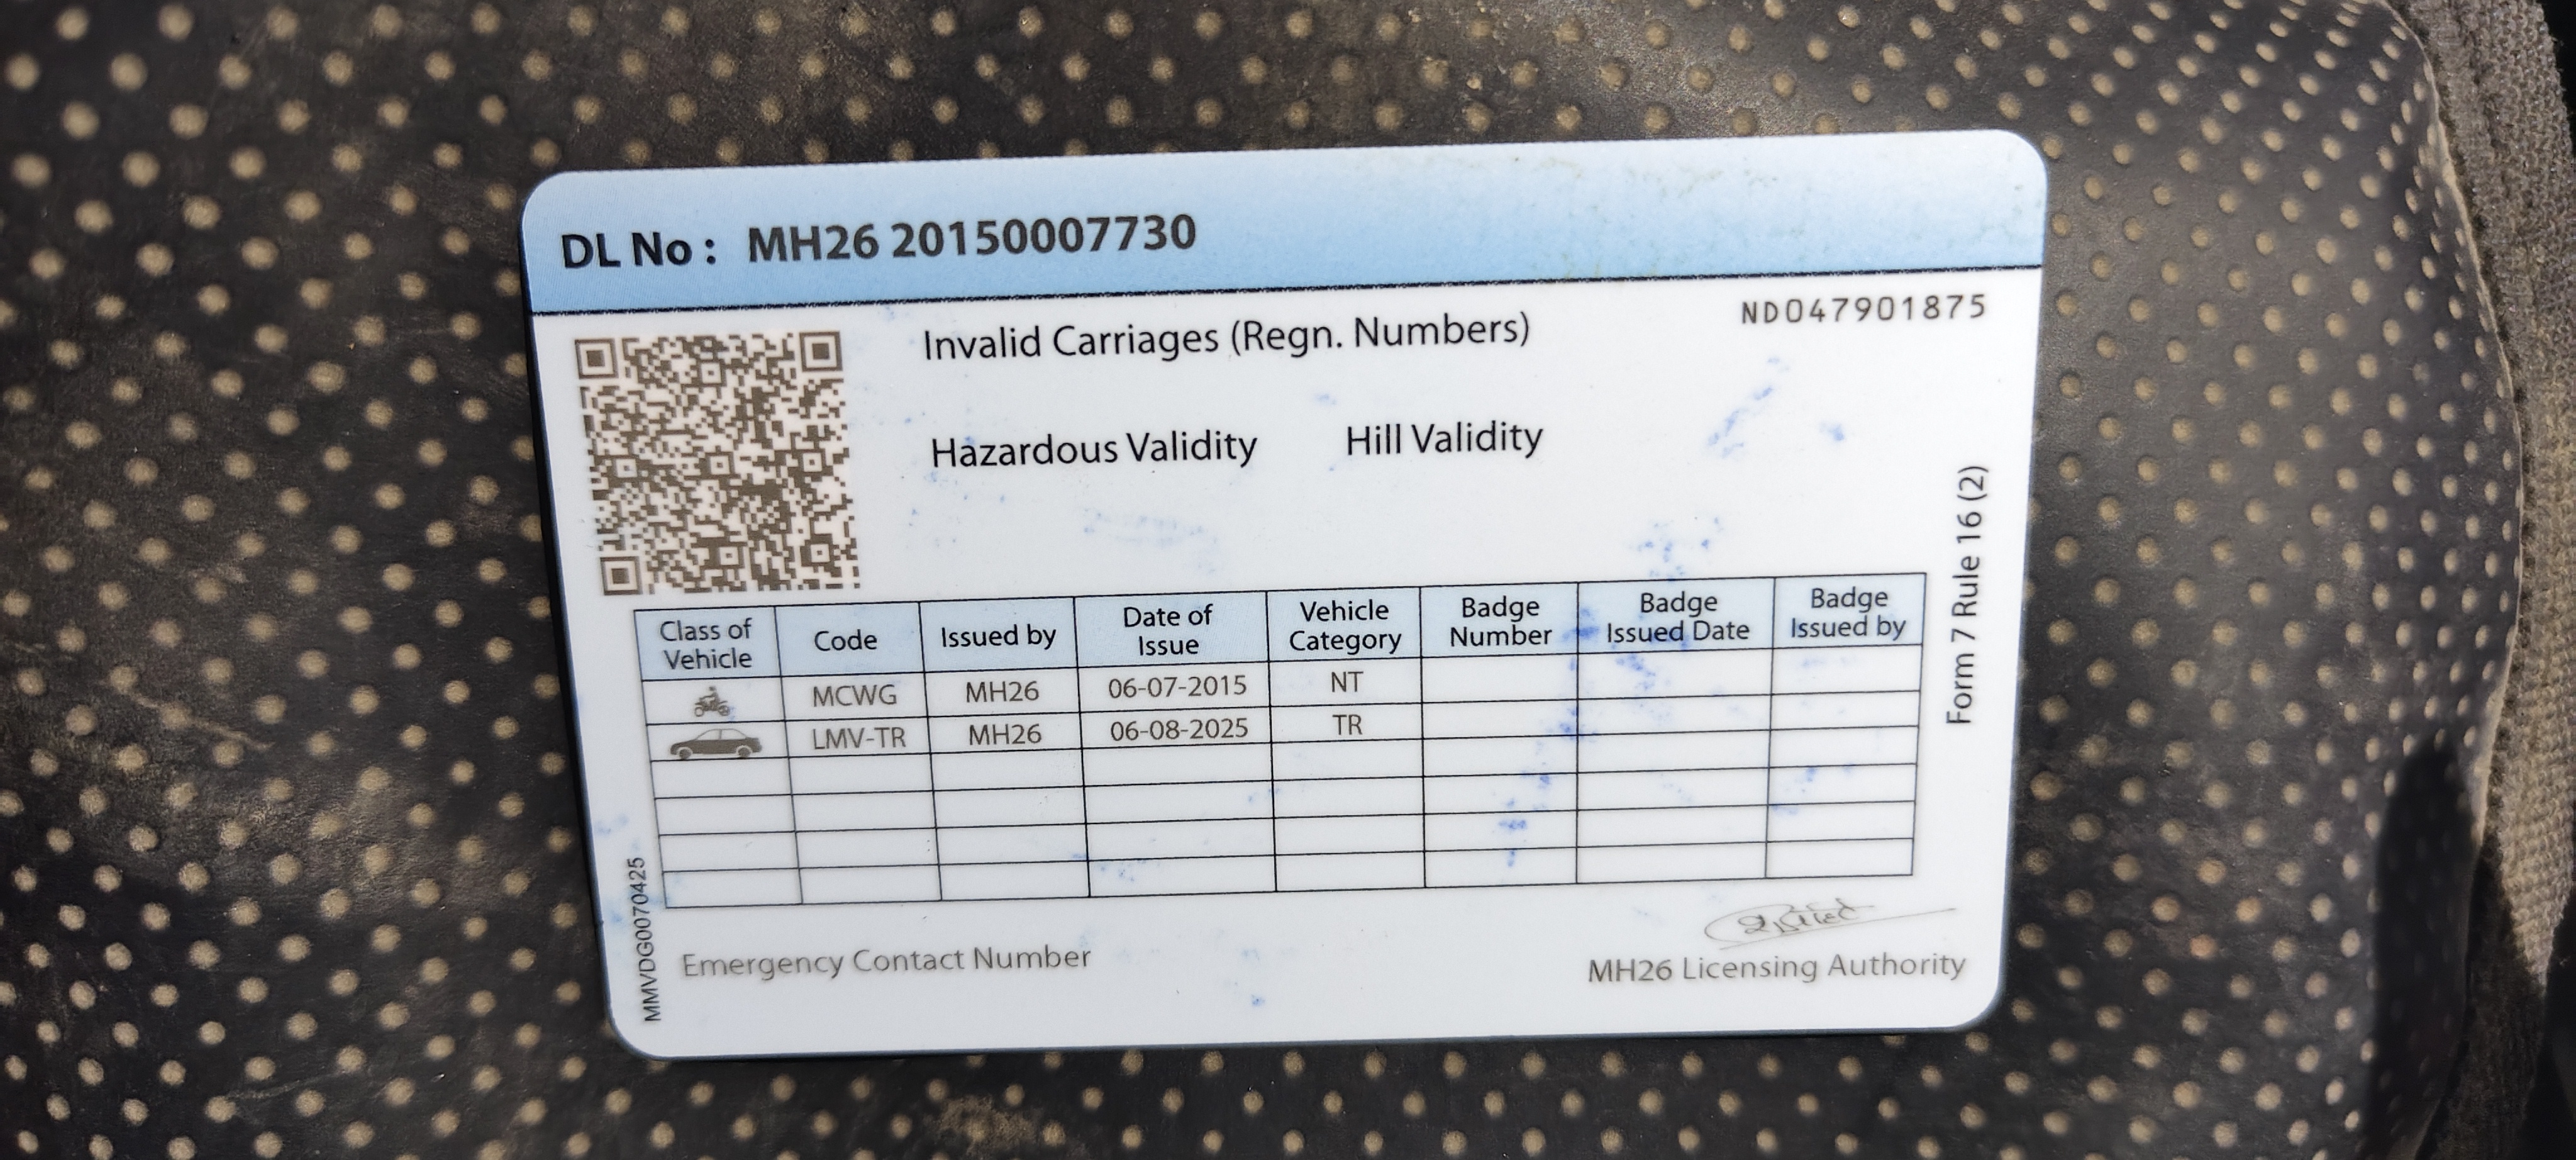 DL No : MH26 20150007730
ND047901875
Invalid Carriages (Regn. Numbers)
Hazardous Validity Hill Validity
Form 7 Rule 16 (2)
Class of Vehicle Code Issued by Date of Issue Vehicle Category Badge Number Badge Issued Date Badge Issued by
MCWG MH26 06-07-2015 NT
LMV-TR MH26 06-08-2025 TR
MMVDG0070425
Emergency Contact Number
MH26 Licensing Authority